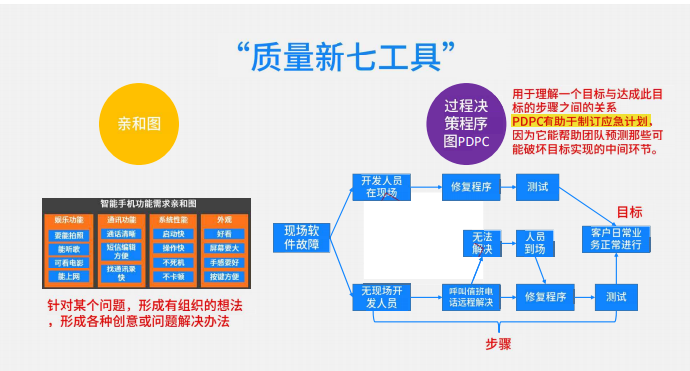 “质量新七工具”
亲和图
过程决
策程序
图PDPC
用于理解一个目标与达成此目
标的步骤之间的关系
PDPC有助于制订应急计划,
因为它能帮助团队预测那些可
能破坏目标实现的中间环节。
智能手机功能需求亲和图
娱乐功能
要能拍照
能听歌
可看电影
能上网
通讯功能
通话清晰
短信编辑
方便
找通讯录
快
系统性能
启动快
操作快
不死机
不卡顿
外观
好看
屏幕要大
手感要好
按键方便
针对某个问题，形成有组织的想法
，形成各种创意或问题解决办法
现场软
件故障
开发人员
在现场
修复程序
测试
目标
客户日常业
务正常进行
无法
解决
人员
到场
无现场开
发人员
呼叫值班电
话远程解决
修复程序
测试
步骤